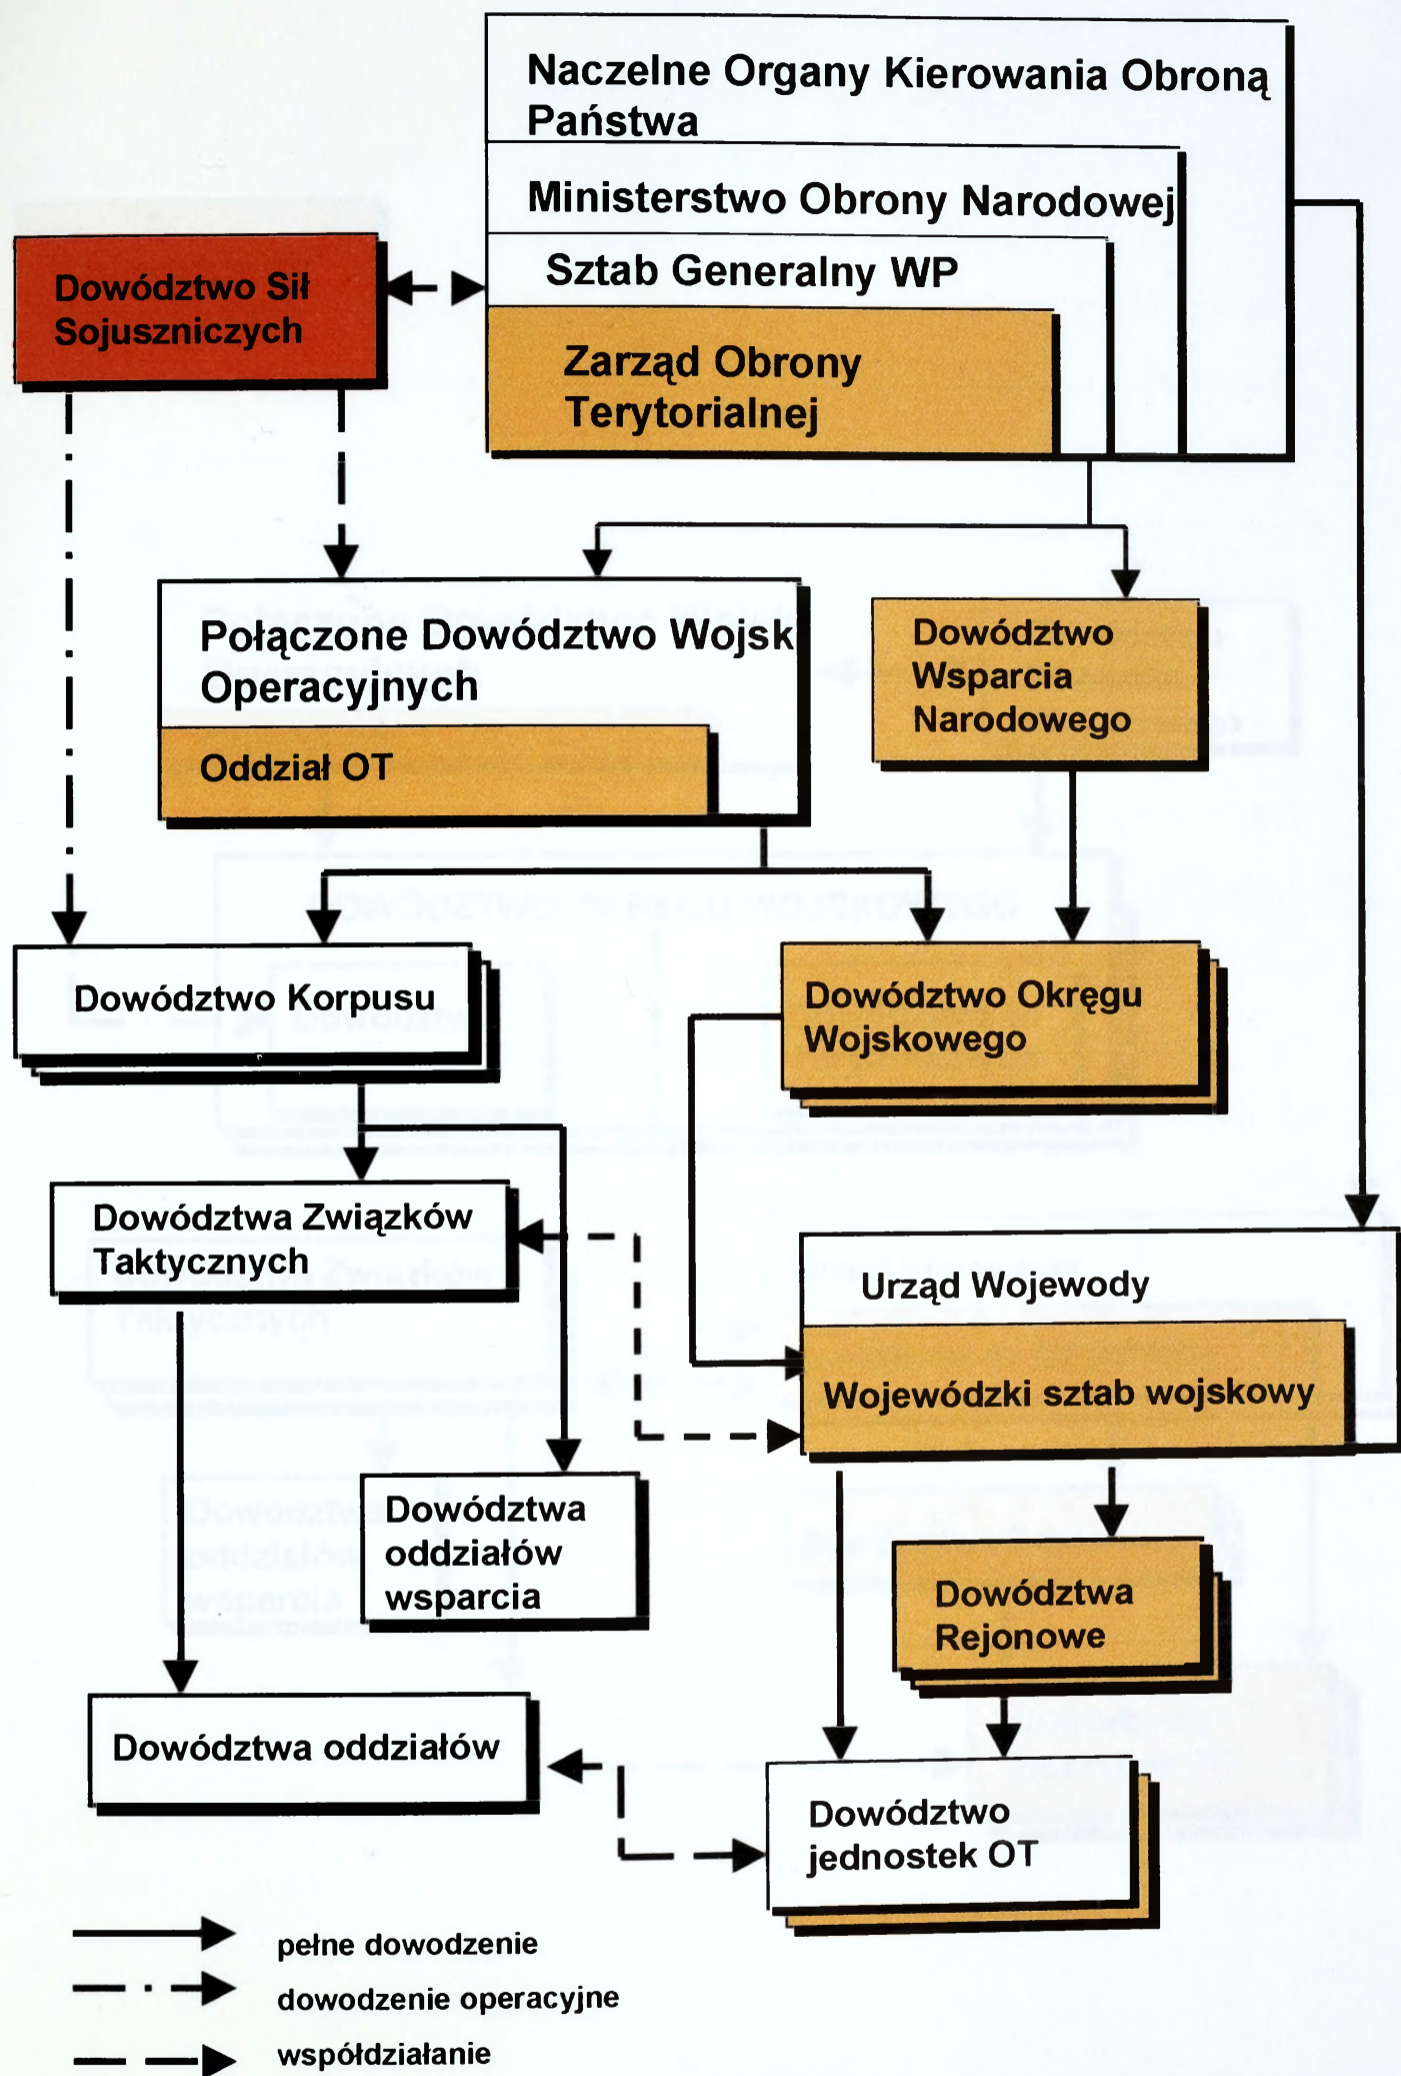 Naczelne Organy Kierowania Obroną
Państwa
Ministerstwo Obrony Narodowej
Sztab Generalny WP
Zarząd Obrony
Terytorialnej
Dowództwo Sił
Sojuszniczych
Połączone Dowództwo Wojsk
Operacyjnych
Oddział OT
Dowództwo
Wsparcia
Narodowego
Dowództwo Korpusu
Dowództwo Okręgu
Wojskowego
Dowództwa Związków
Taktycznych
Urząd Wojewody
Wojewódzki sztab wojskowy
Dowództwa
oddziałów
wsparcia
Dowództwa
Rejonowe
Dowództwa oddziałów
Dowództwo
jednostek OT
pełne dowodzenie
dowodzenie operacyjne
współdziałanie